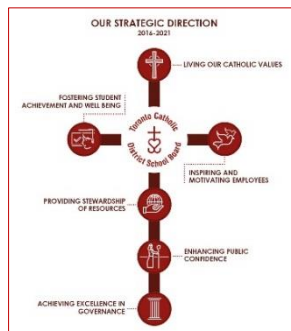 OUR STRATEGIC DIRECTION
2016-2021
LIVING OUR CATHOLIC VALUES
FOSTERING STUDENT
ACHIEVEMENT AND WELL BEING
Toronto Catholic
District School Board
INSPIRING AND
MOTIVATING EMPLOYEES
PROVIDING STEWARDSHIP
OF RESOURCES
ENHANCING PUBLIC
CONFIDENCE
ACHIEVING EXCELLENCE IN
GOVERNANCE